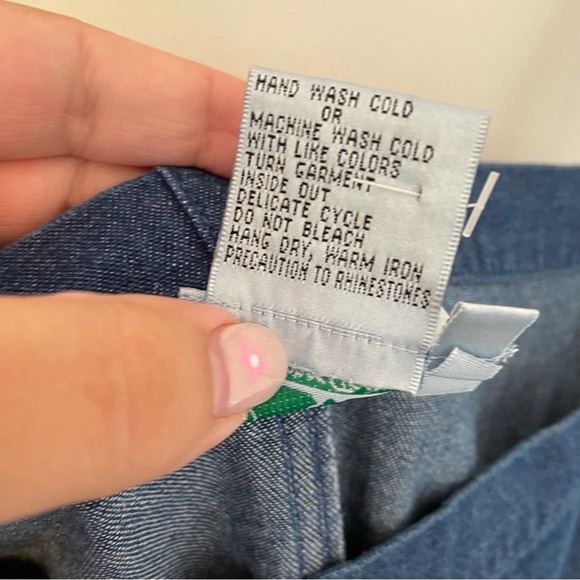 HAND WASH COLD
OR
MACHINE WASH COLD
WITH LIKE COLORS
TURN GARMENT
INSIDE OUT
DELICATE CYCLE
DO NOT BLEACH
HANG DRY, WARM IRON
PRECAUTION TO RHINESTONES